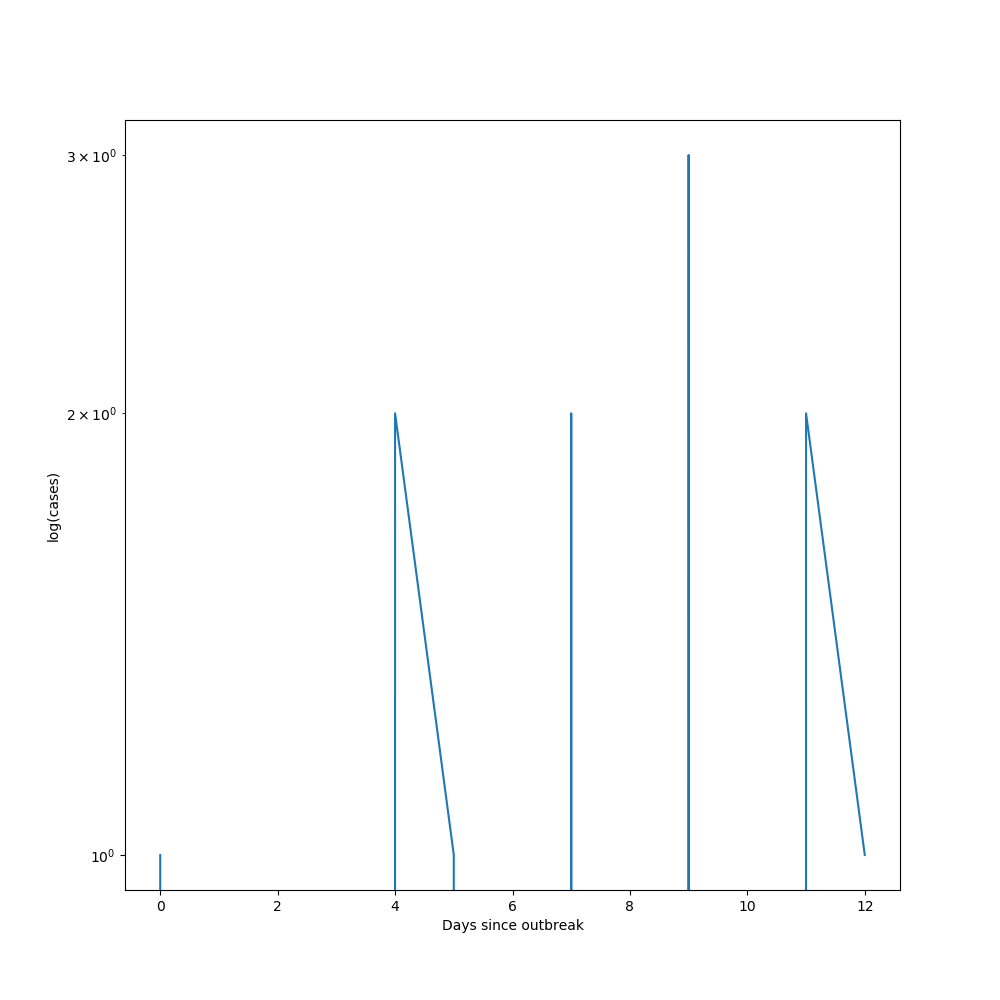 3 × 10⁰
2 × 10⁰
10⁰
log(cases)
0 2 4 6 8 10 12
Days since outbreak